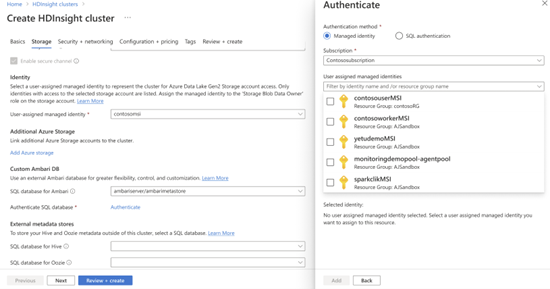 Home > HDInsight clusters >
Create HDInsight cluster ...
Basics Storage Security + networking Configuration + pricing Tags Review + create
Enable secure channel
Identity
Select a user-assigned managed identity to represent the cluster for Azure Data Lake Gen2 Storage account access. Only
identities with access to the selected storage account are listed. Assign the managed identity to the 'Storage Blob Data Owner'
role on the storage account. Learn More
User-assigned managed identity * contosomsi
Additional Azure Storage
Link additional Azure Storage accounts to the cluster.
Add Azure storage
Custom Ambari DB
Use an external Ambari database for greater flexibility, control, and customization. Learn More
SQL database for Ambari ambariserver/ambarimetastore
Authenticate SQL database * Authenticate
External metadata stores
To store your Hive and Oozie metadata outside of this cluster, select a SQL database. Learn More
SQL database for Hive
SQL database for Oozie
Previous Next Review + create
Authenticate
Authentication method *
Managed identity SQL authentication
Subscription *
Contososubscription
User assigned managed identities
Filter by identity name and /or resource group name
contosouserMSI
Resource Group: contosoRG
contosoworkerMSI
Resource Group: AJSandbox
yetudemoMSI
Resource Group: AJSandbox
monitoringdemopool-agentpool
Resource Group: AJSandbox
sparkclikMSI
Resource Group: AJSandbox
Selected identity:
No user assigned managed identity selected. Select a user assigned managed identity you
want to assign to this resource.
Add Back